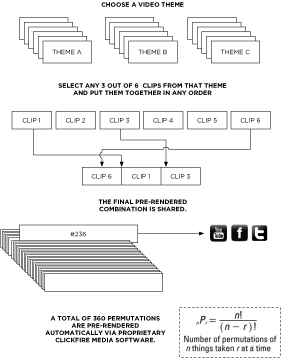 CHOOSE A VIDEO THEME
THEME A
THEME B
THEME C
SELECT ANY 3 OUT OF 6 CLIPS FROM THAT THEME
AND PUT THEM TOGETHER IN ANY ORDER
CLIP 1
CLIP 2
CLIP 3
CLIP 4
CLIP 5
CLIP 6
CLIP 6
CLIP 1
CLIP 3
THE FINAL PRE-RENDERED
COMBINATION IS SHARED.
#236
You Tube
f
t
A TOTAL OF 360 PERMUTATIONS
ARE PRE-RENDERED
AUTOMATICALLY VIA PROPRIETARY
CLICKFIRE MEDIA SOFTWARE.
nPr = n! / (n − r)!
Number of permutations of
n things taken r at a time